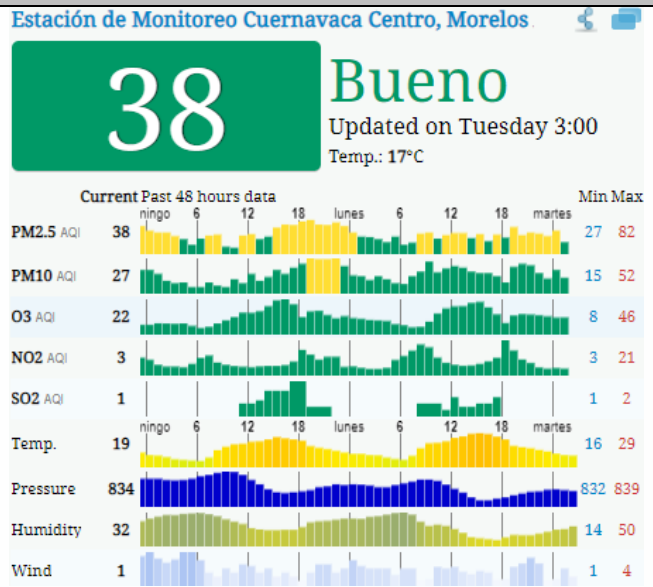 Estación de Monitoreo Cuernavaca Centro, Morelos
38
Bueno
Updated on Tuesday 3:00
Temp.: 17°C
Current Past 48 hours data Min Max
ningo 6 12 18 lunes 6 12 18 martes
PM2.5 AQI 38 27 82
PM10 AQI 27 15 52
O3 AQI 22 8 46
NO2 AQI 3 3 21
SO2 AQI 1 1 2
ningo 6 12 18 lunes 6 12 18 martes
Temp. 19 16 29
Pressure 834 832 839
Humidity 32 14 50
Wind 1 1 4